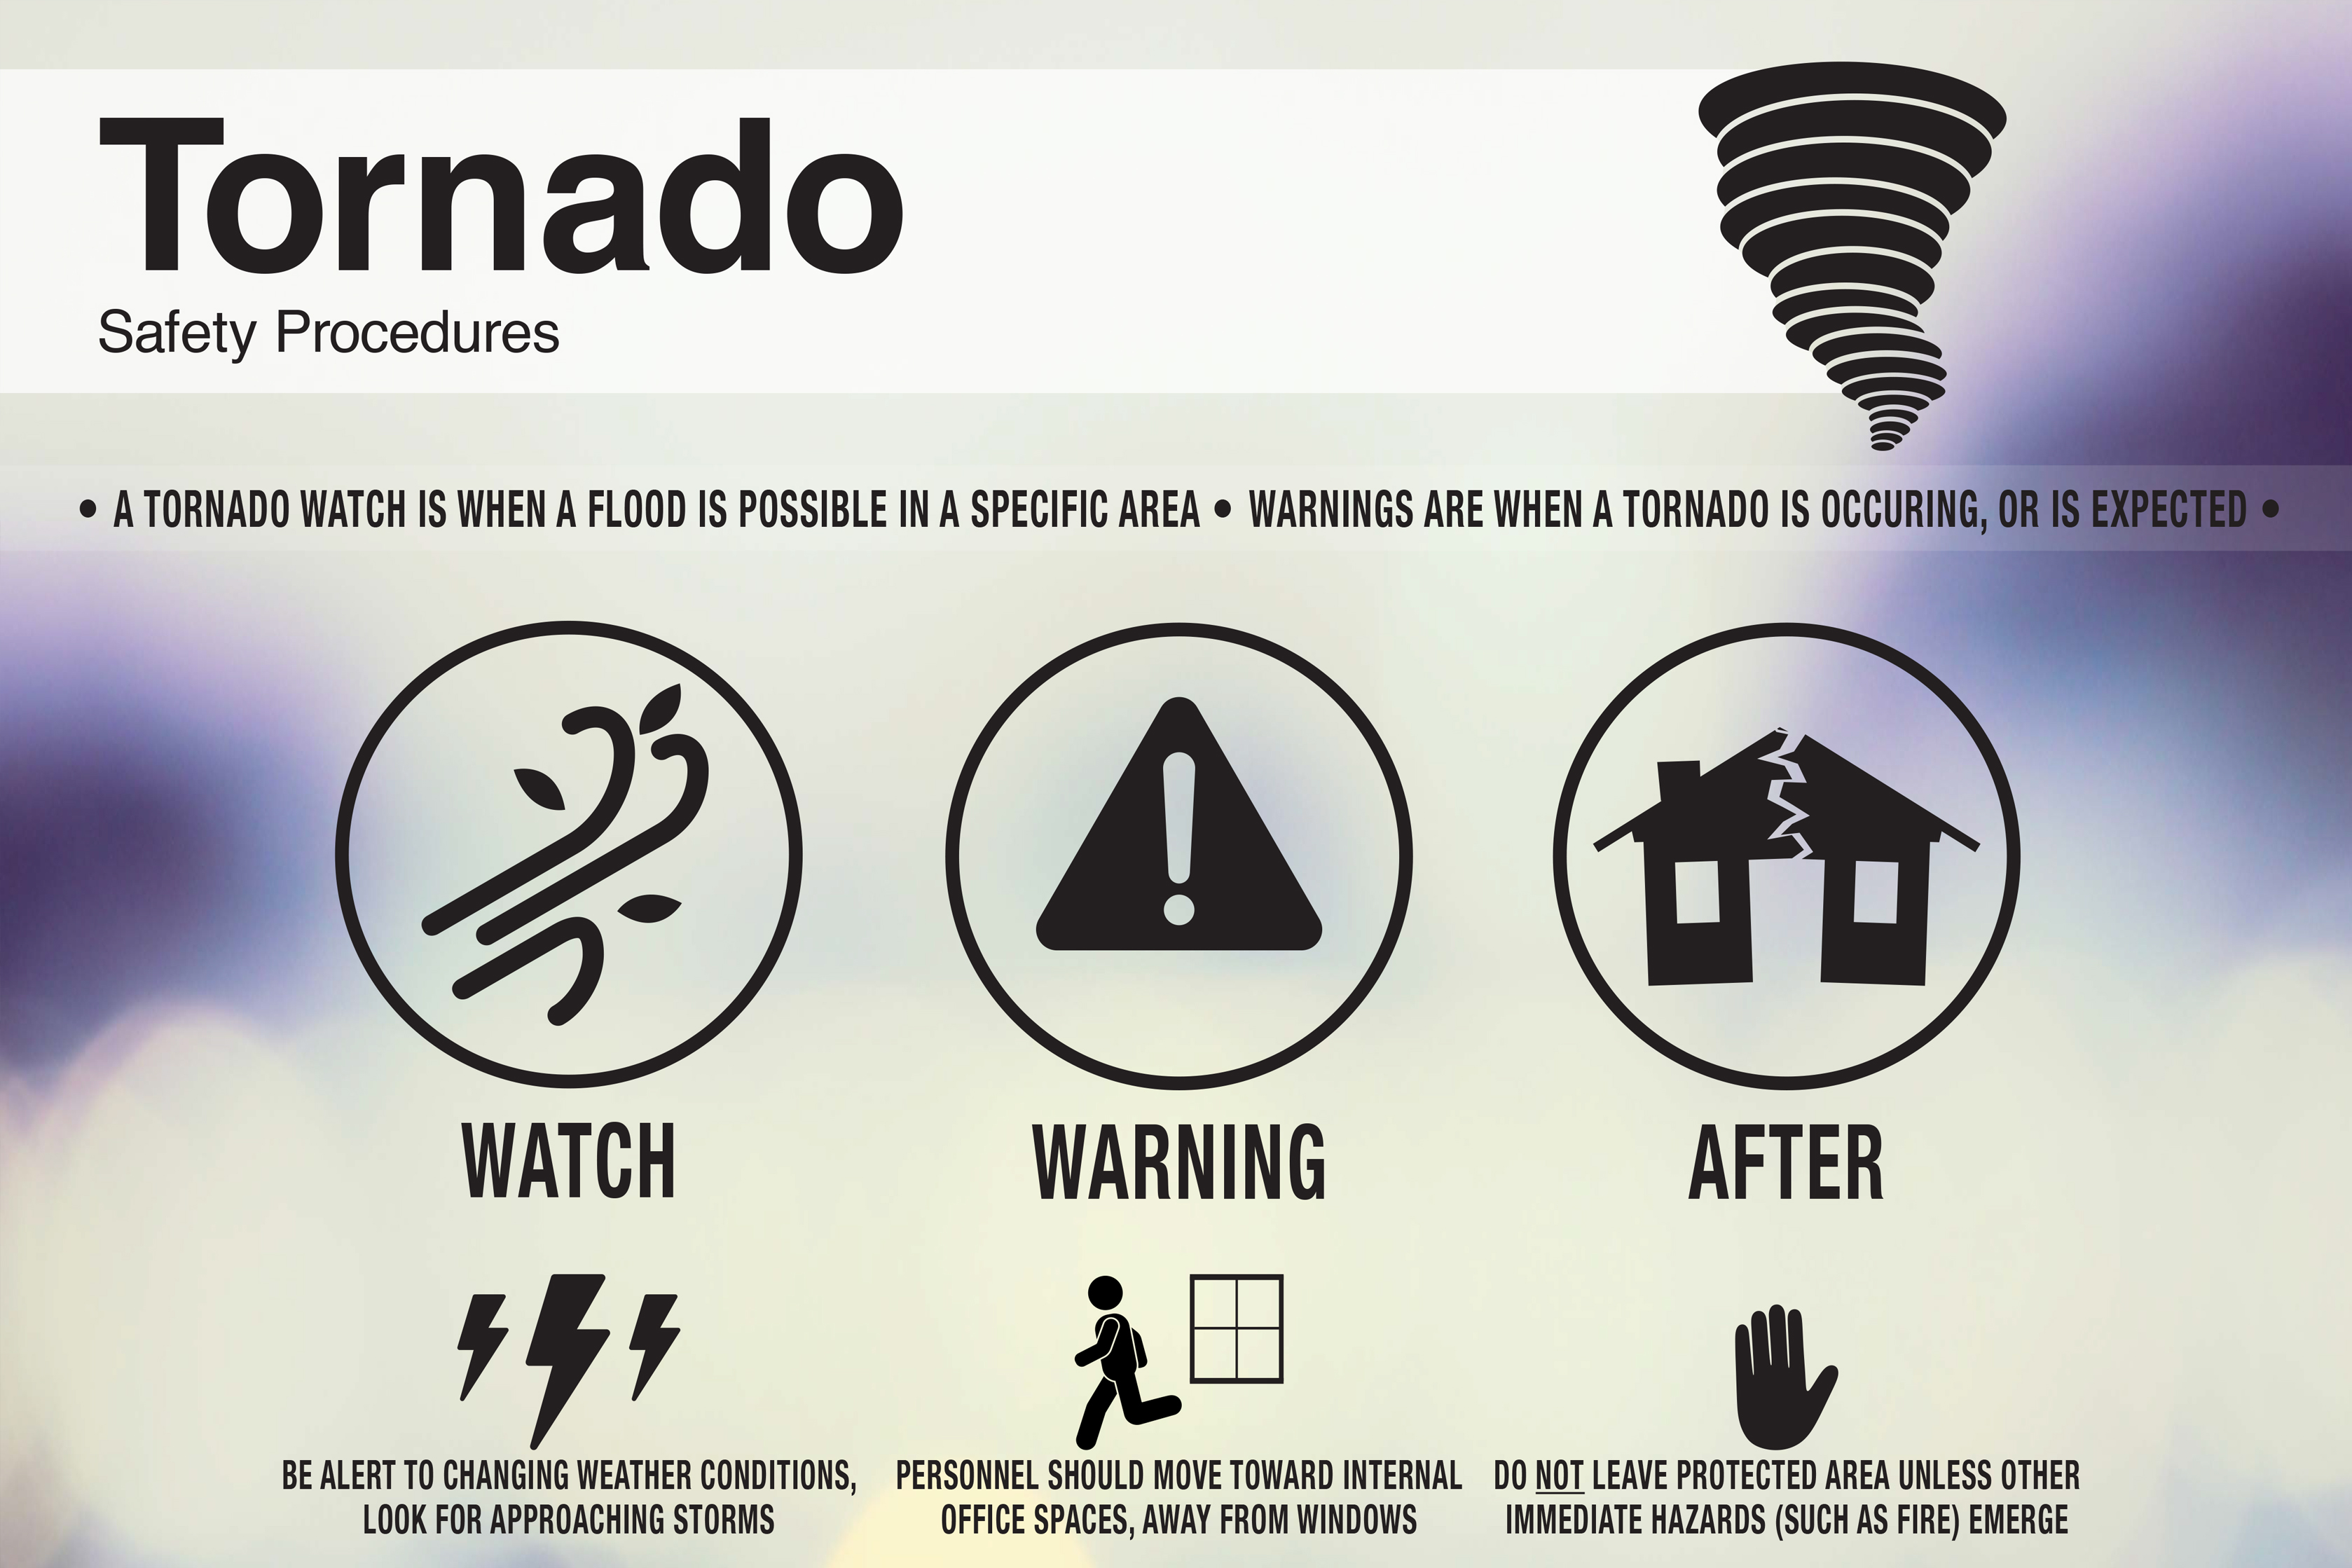 Tornado
Safety Procedures
• A TORNADO WATCH IS WHEN A FLOOD IS POSSIBLE IN A SPECIFIC AREA • WARNINGS ARE WHEN A TORNADO IS OCCURING, OR IS EXPECTED •
WATCH
WARNING
AFTER
BE ALERT TO CHANGING WEATHER CONDITIONS,
LOOK FOR APPROACHING STORMS
PERSONNEL SHOULD MOVE TOWARD INTERNAL
OFFICE SPACES, AWAY FROM WINDOWS
DO NOT LEAVE PROTECTED AREA UNLESS OTHER
IMMEDIATE HAZARDS (SUCH AS FIRE) EMERGE